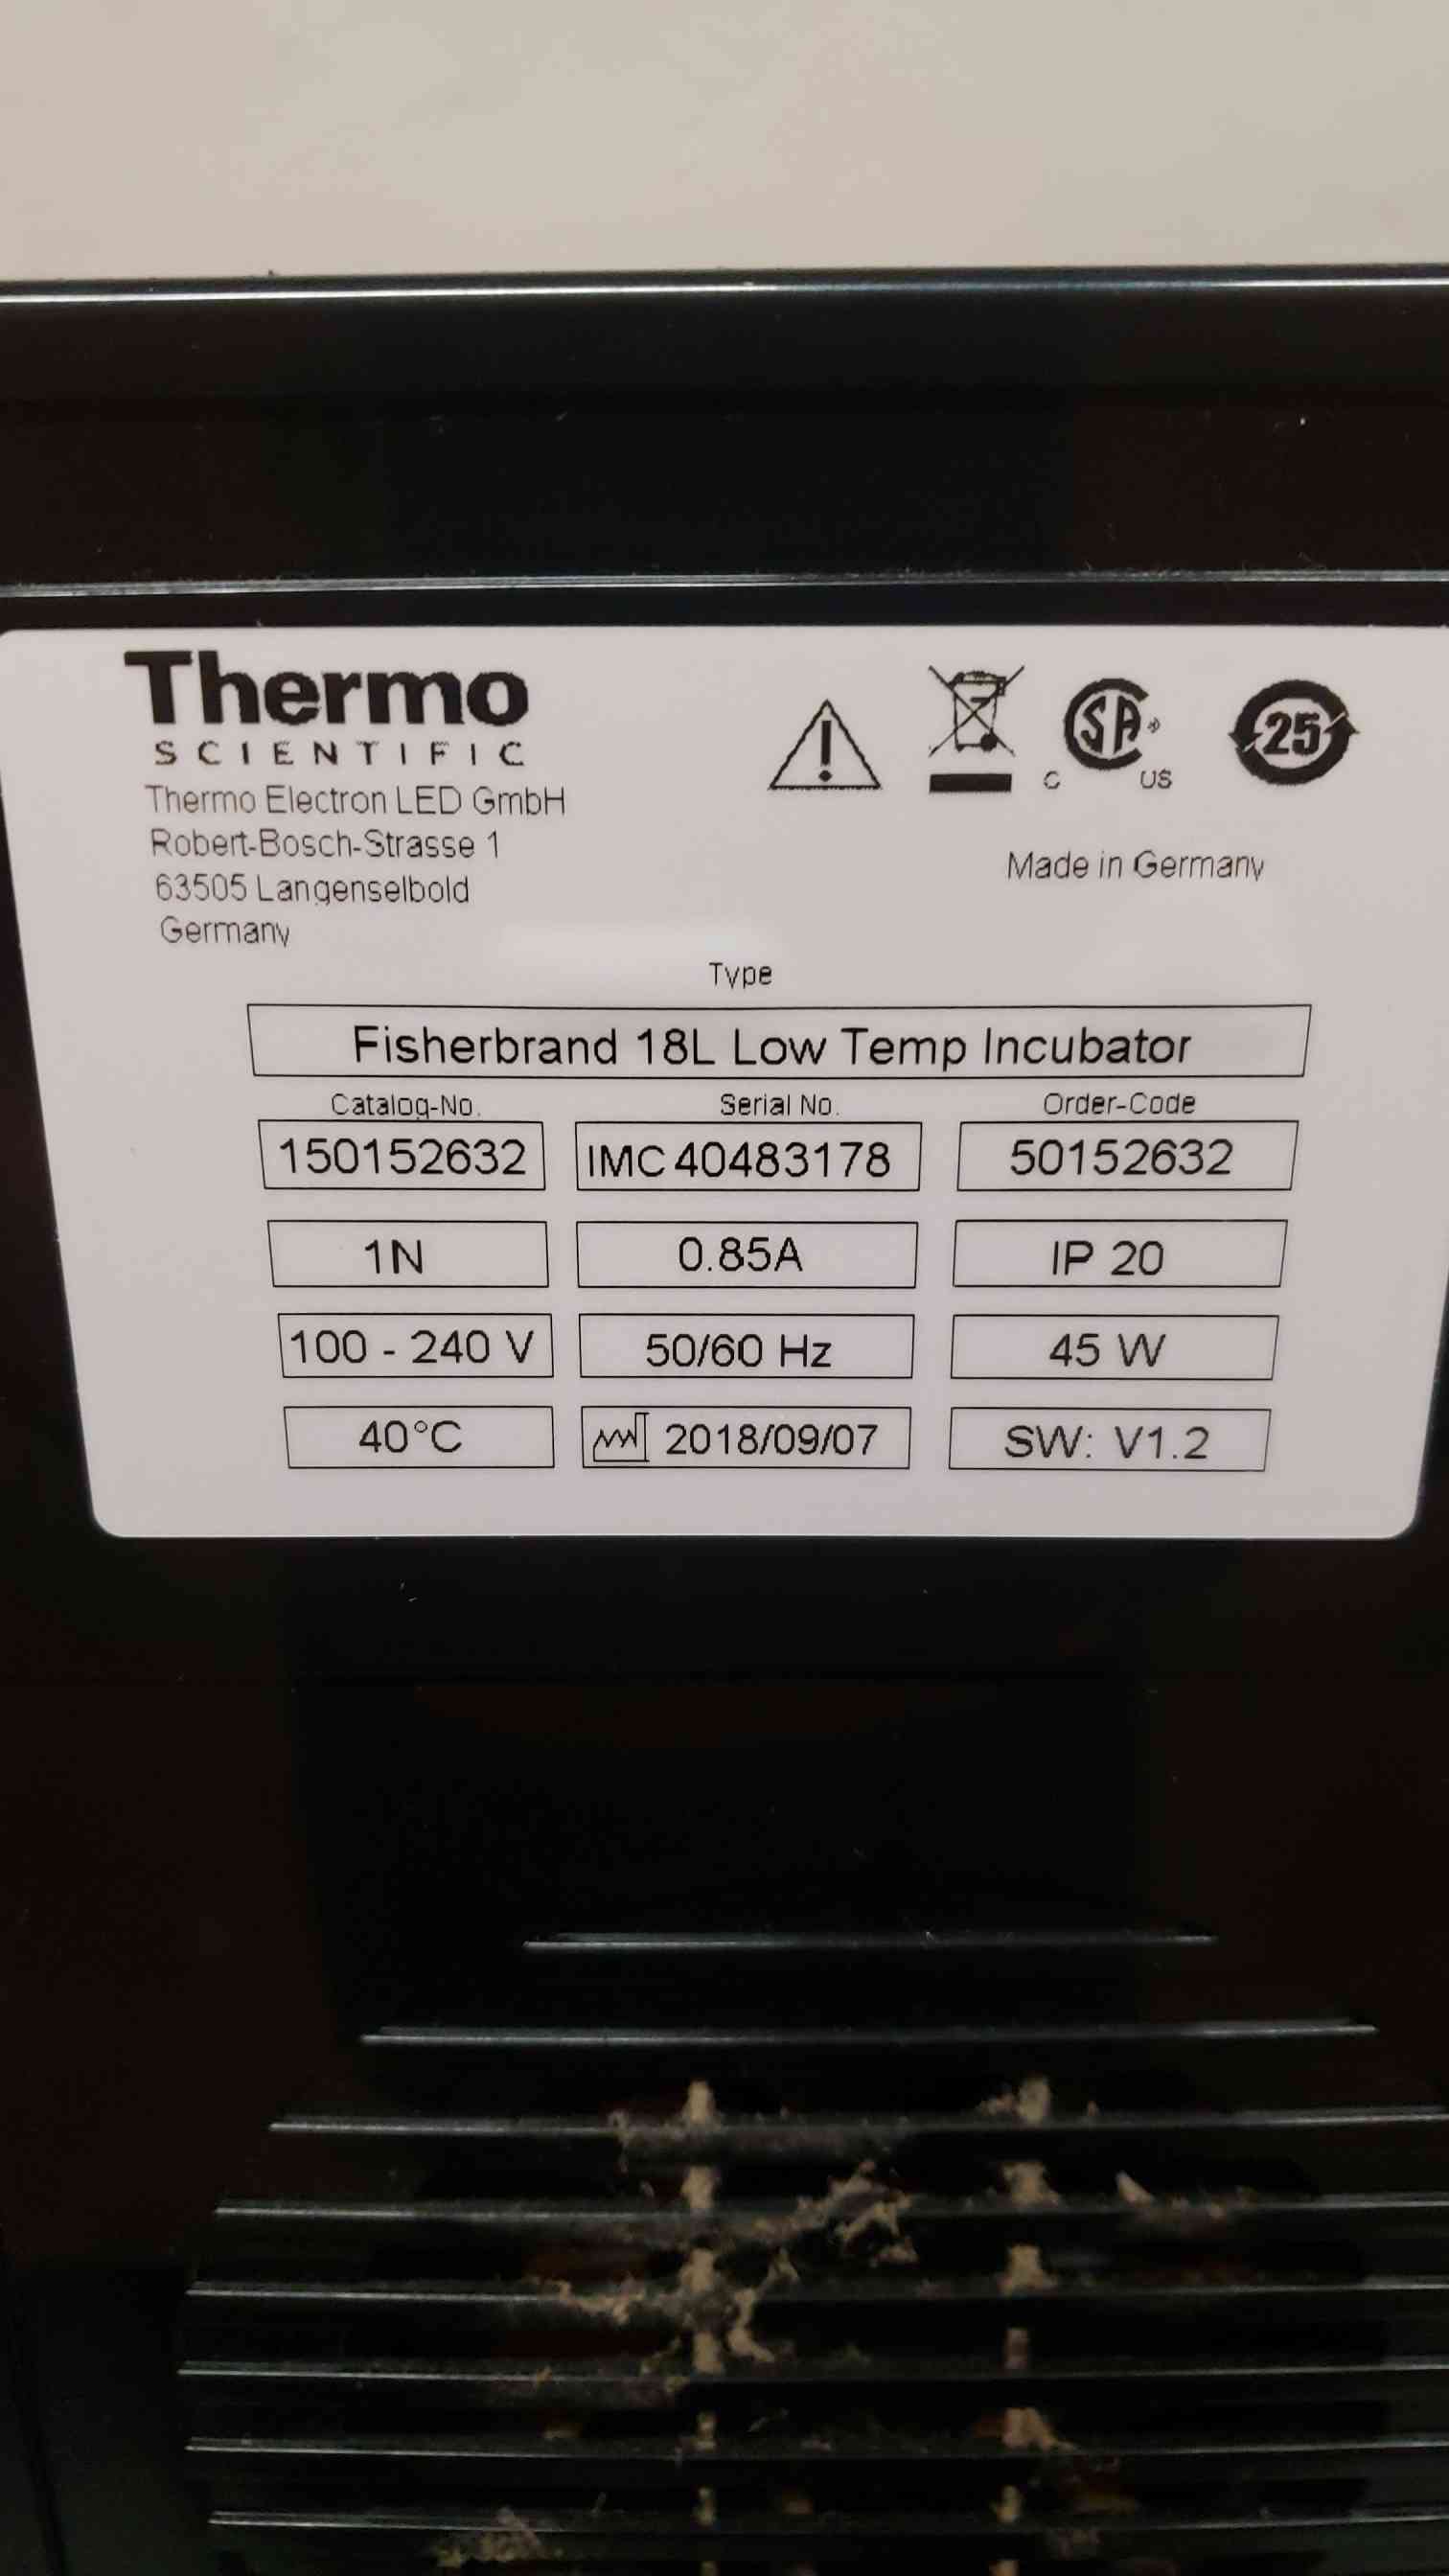 Thermo
SCIENTIFIC
Thermo Electron LED GmbH
Robert-Bosch-Strasse 1
63505 Langenselbold
Germany
SA
C US
25
Made in Germany
Type
Fisherbrand 18L Low Temp Incubator
Catalog-No. Serial No. Order-Code
150152632 IMC40483178 50152632
1N 0.85A IP 20
100 - 240 V 50/60 Hz 45 W
40°C 2018/09/07 SW: V1.2